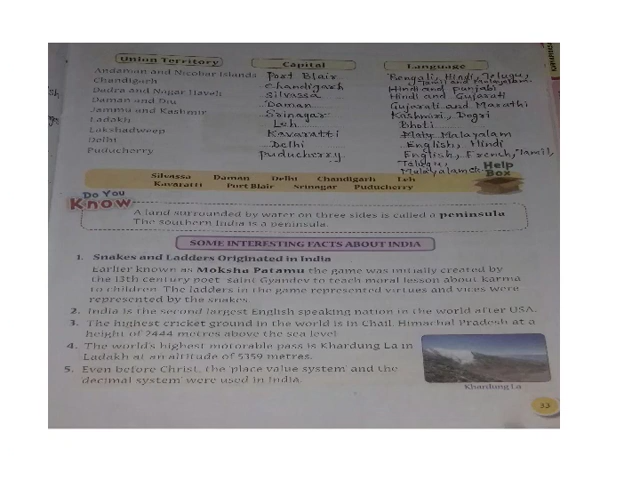 Union Territory Capital Language
Andaman and Nicobar Islands Port Blair Bengali, Hindi, Telugu,
Tamil and Malayalam
Chandigarh Chandigarh Hindi and Punjabi
Dadra and Nagar Haveli Silvassa Hindi and Gujarati
Daman and Diu Daman Gujarati and Marathi
Jammu and Kashmir Srinagar Kashmiri, Dogri
Ladakh Leh Bhoti
Lakshadweep Kavaratti Malayalam
Delhi Delhi English, Hindi
Puducherry Puducherry English, French, Tamil,
Telugu,
Malayalam
Help
Box
Silvassa Daman Delhi Chandigarh Leh
Kavaratti Port Blair Srinagar Puducherry
Do You
Know
A land surrounded by water on three sides is called a peninsula
The southern India is a peninsula.
SOME INTERESTING FACTS ABOUT INDIA
1. Snakes and Ladders Originated in India
Earlier known as Moksha Patamu the game was initially created by
the 13th century poet saint Gyandev to teach moral lesson about karma
to children. The ladders in the game represented virtues and vices were
represented by the snakes.
2. India is the second largest English speaking nation in the world after USA.
3. The highest cricket ground in the world is in Chail, Himachal Pradesh at a
height of 2444 metres above the sea level.
4. The world's highest motorable pass is Khardung La in
Ladakh at an altitude of 5359 metres.
5. Even before Christ, the place value system and the
decimal system were used in India.
Khardung La
33